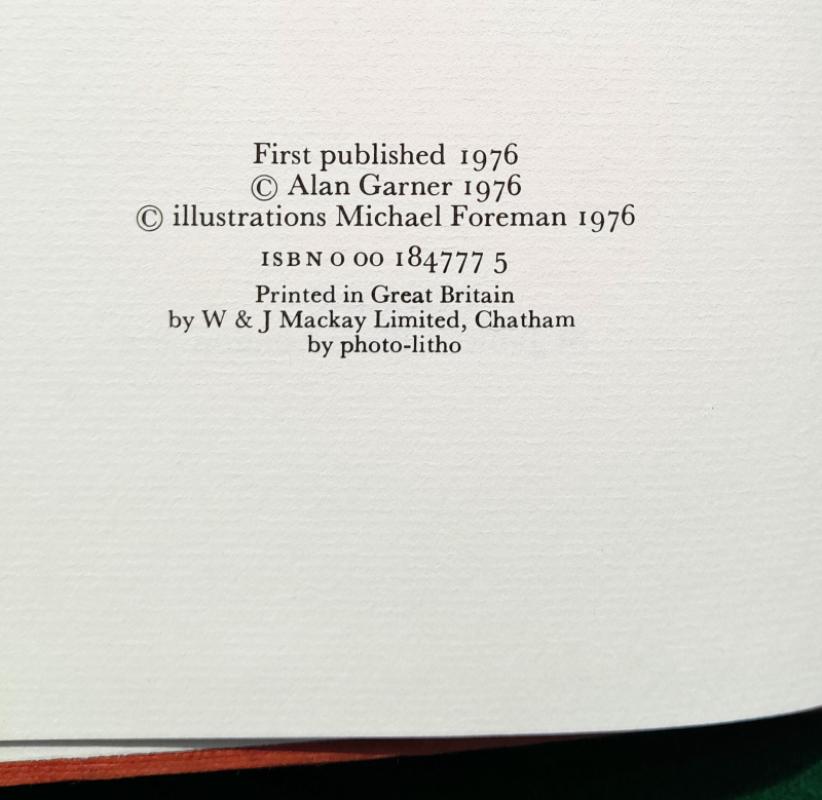 First published 1976
© Alan Garner 1976
© illustrations Michael Foreman 1976
ISBN 0 00 184777 5
Printed in Great Britain
by W & J Mackay Limited, Chatham
by photo-litho